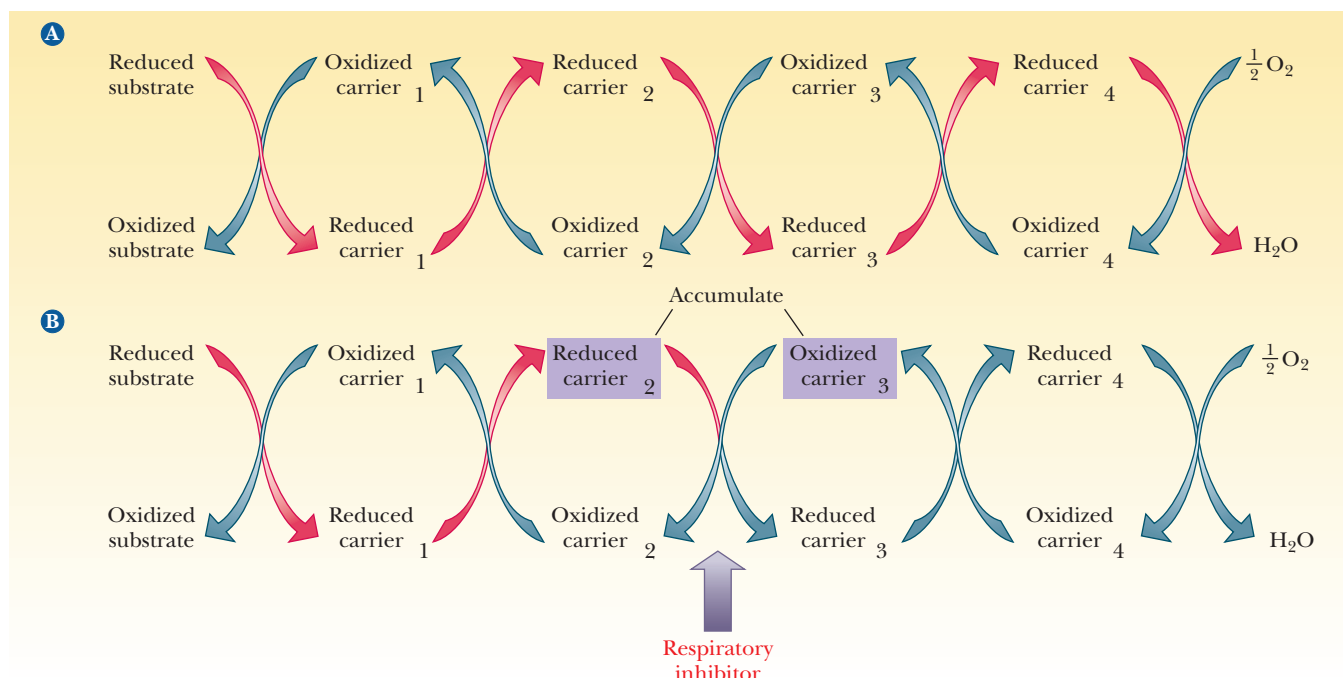 A
Reduced substrate
Oxidized carrier 1
Reduced carrier 2
Oxidized carrier 3
Reduced carrier 4
½ O₂
Oxidized substrate
Reduced carrier 1
Oxidized carrier 2
Reduced carrier 3
Oxidized carrier 4
H₂O
Accumulate
B
Reduced substrate
Oxidized carrier 1
Reduced carrier 2
Oxidized carrier 3
Reduced carrier 4
½ O₂
Oxidized substrate
Reduced carrier 1
Oxidized carrier 2
Reduced carrier 3
Oxidized carrier 4
H₂O
Respiratory
inhibitor